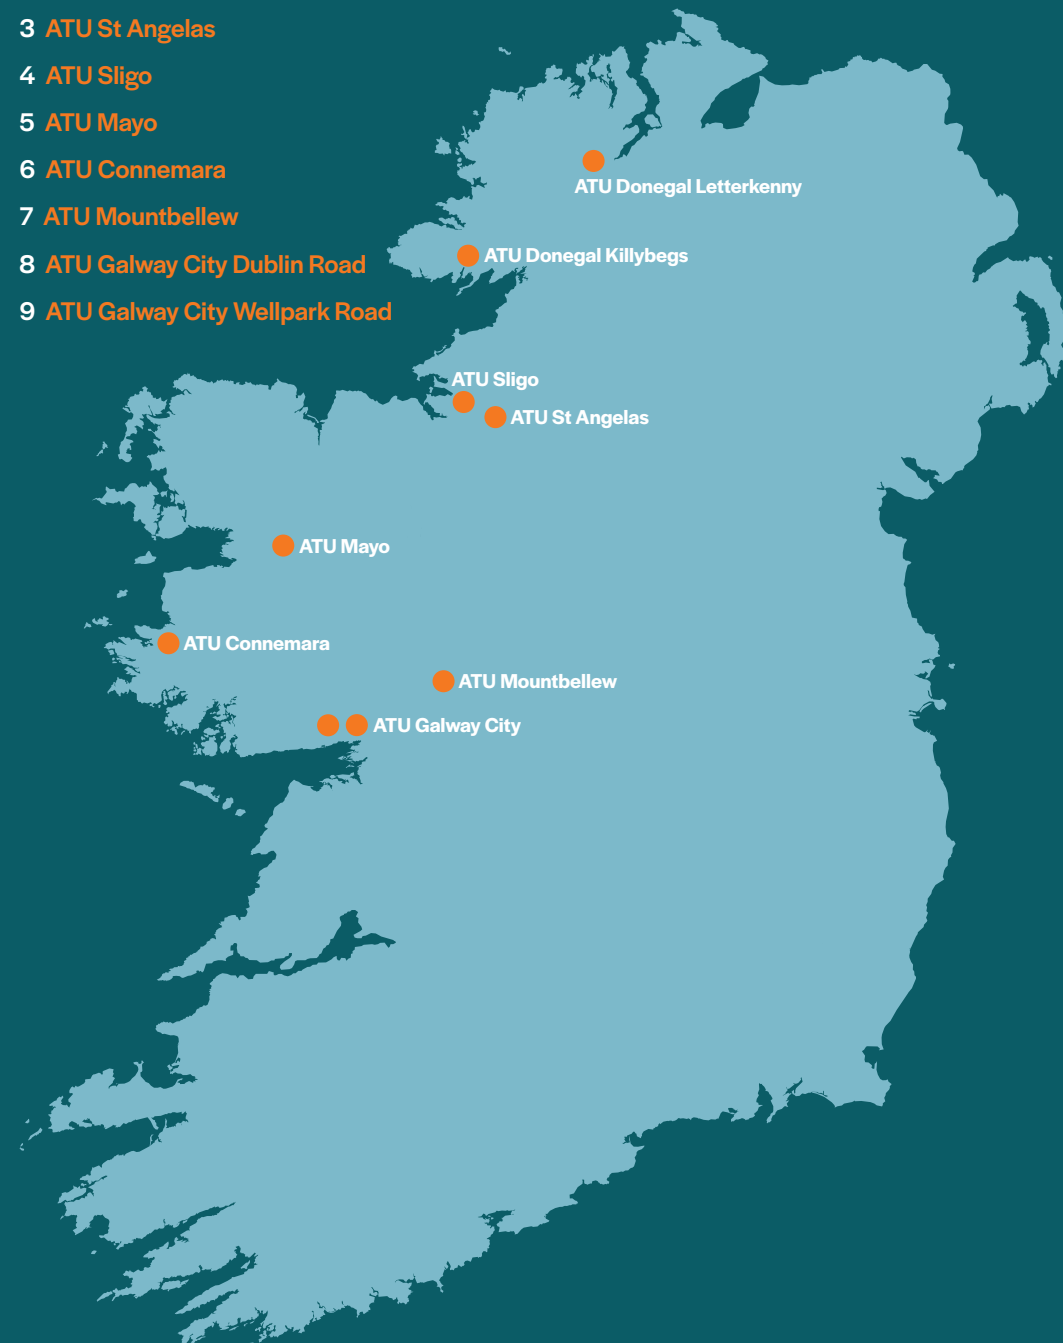 3 ATU St Angelas
4 ATU Sligo
5 ATU Mayo
6 ATU Connemara
7 ATU Mountbellew
8 ATU Galway City Dublin Road
9 ATU Galway City Wellpark Road
ATU Donegal Letterkenny
ATU Donegal Killybegs
ATU Sligo
ATU St Angelas
ATU Mayo
ATU Connemara
ATU Mountbellew
ATU Galway City